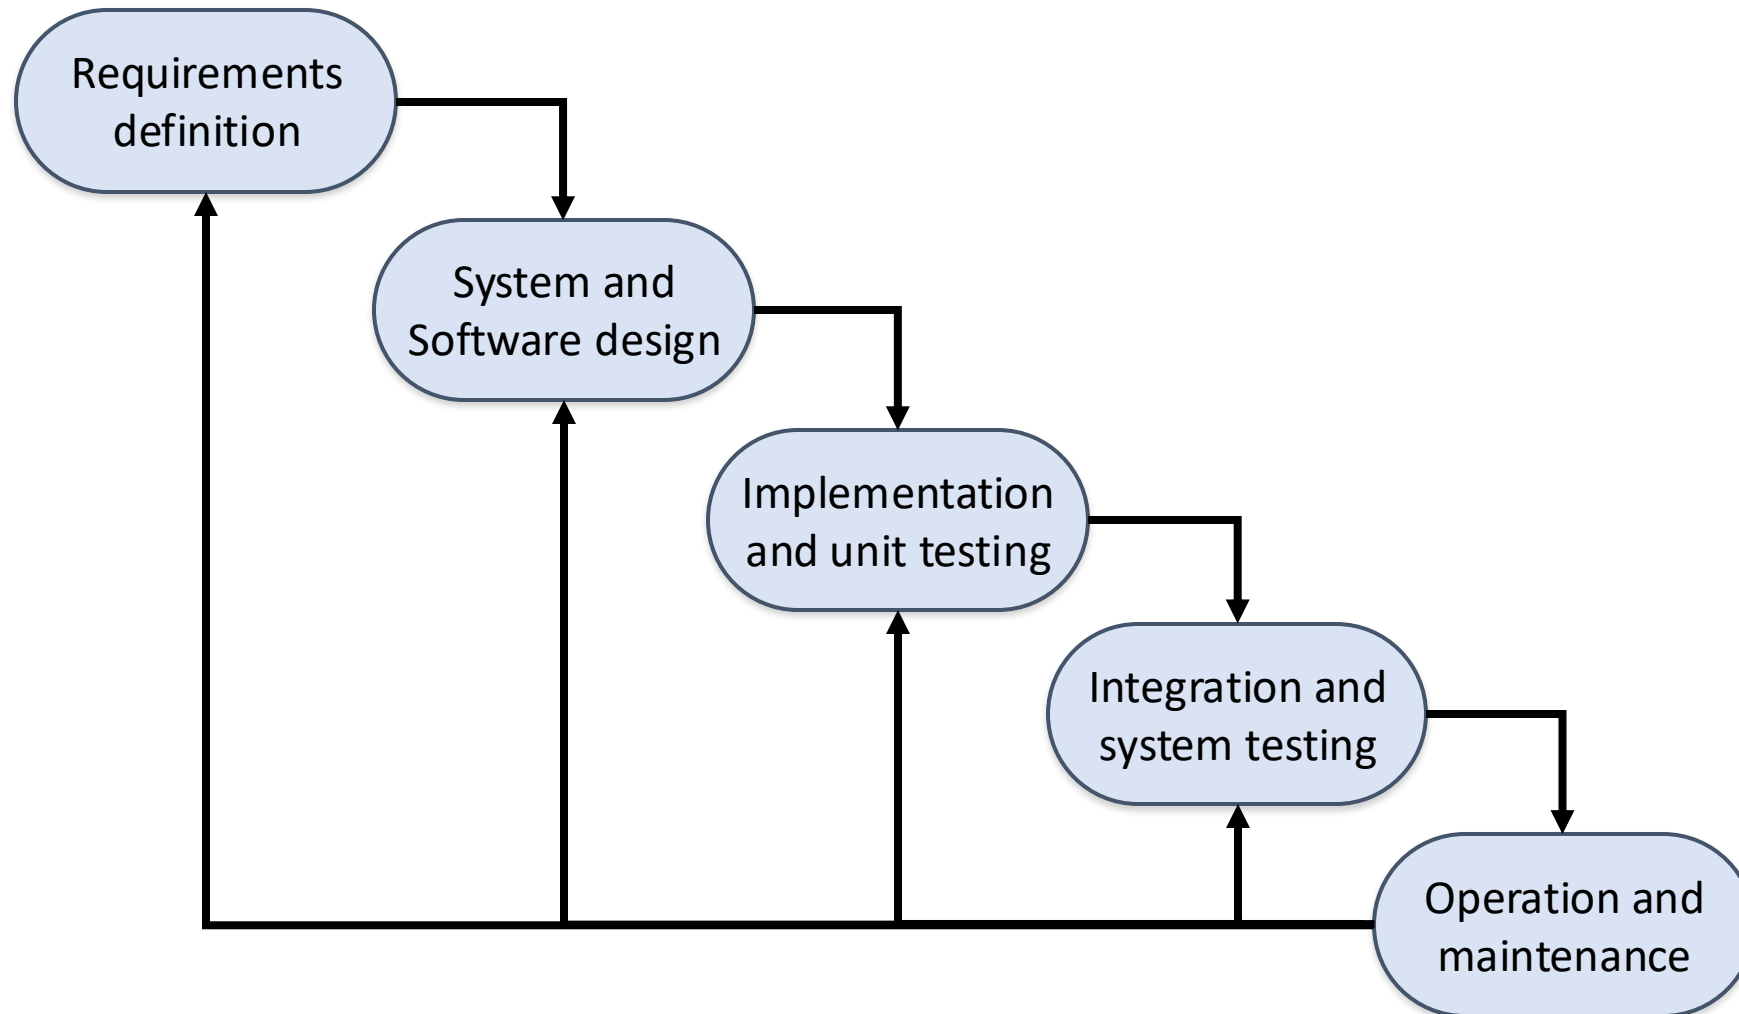 Requirements
definition
System and
Software design
Implementation
and unit testing
Integration and
system testing
Operation and
maintenance